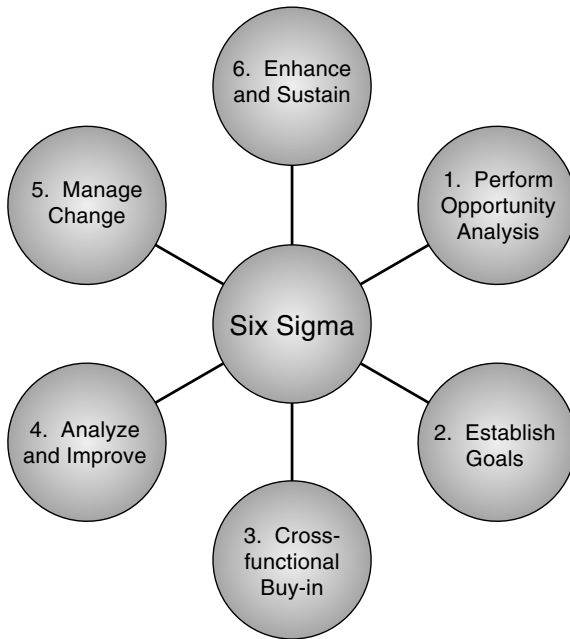 6. Enhance
and Sustain
5. Manage
Change
1. Perform
Opportunity
Analysis
Six Sigma
4. Analyze
and Improve
2. Establish
Goals
3. Cross-
functional
Buy-in